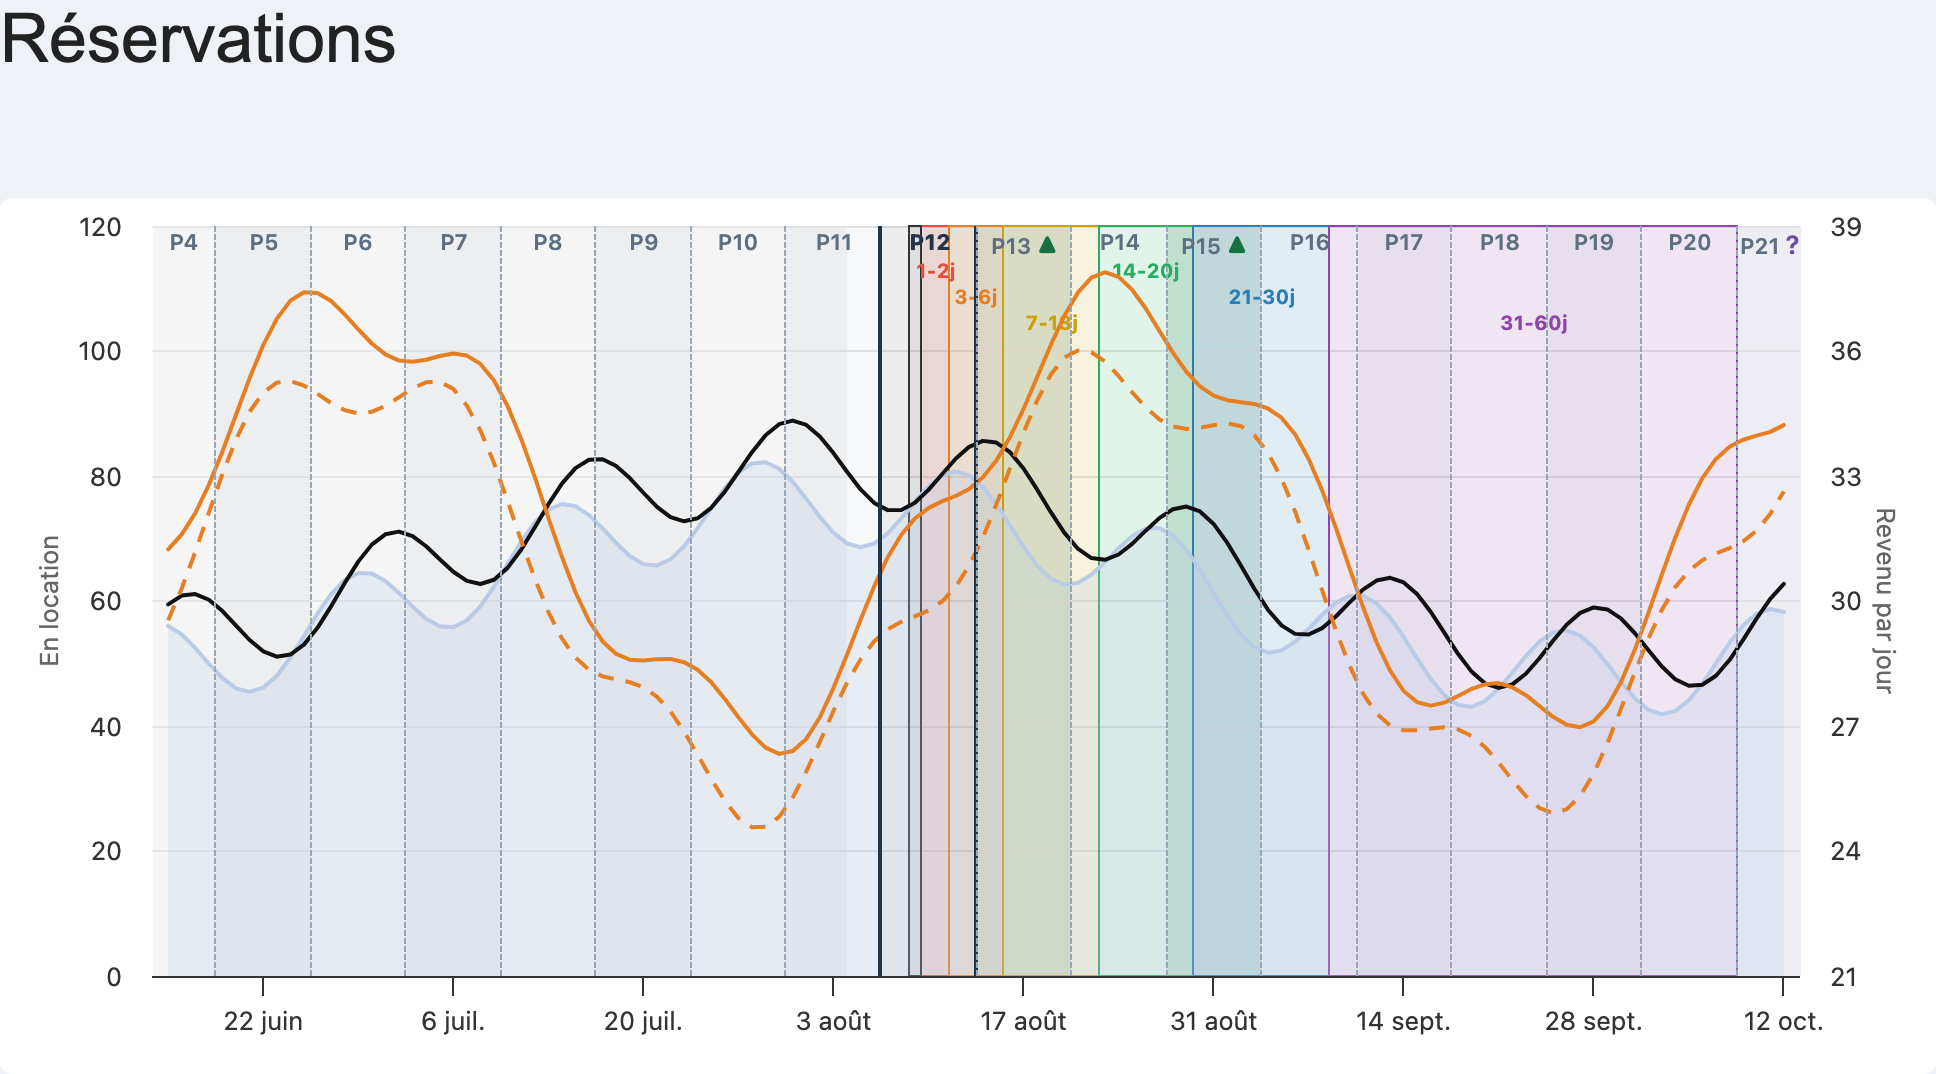 Réservations
120
39
P4
P5
P6
P7
P8
P9
P10
P11
P12
P13 ▲
P14
P15 ▲
P16
P17
P18
P19
P20
P21 ?
1-2j
14-20j
3-6j
21-30j
7-13j
31-60j
100
36
80
33
60
30
40
27
20
24
0
21
En location
Revenu par jour
22 juin
6 juil.
20 juil.
3 août
17 août
31 août
14 sept.
28 sept.
12 oct.